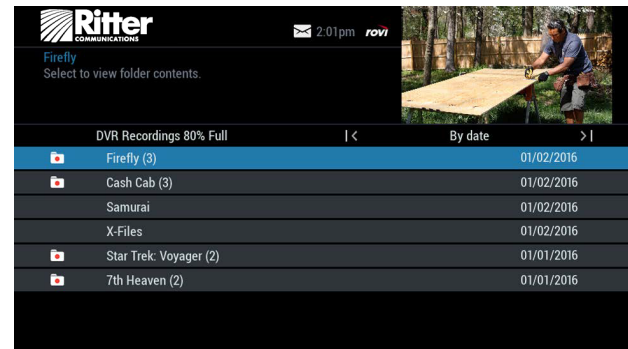 Ritter
COMMUNICATIONS
2:01pm rovi
Firefly
Select to view folder contents.
DVR Recordings 80% Full |< By date >|
Firefly (3) 01/02/2016
Cash Cab (3) 01/02/2016
Samurai 01/02/2016
X-Files 01/02/2016
Star Trek: Voyager (2) 01/01/2016
7th Heaven (2) 01/01/2016